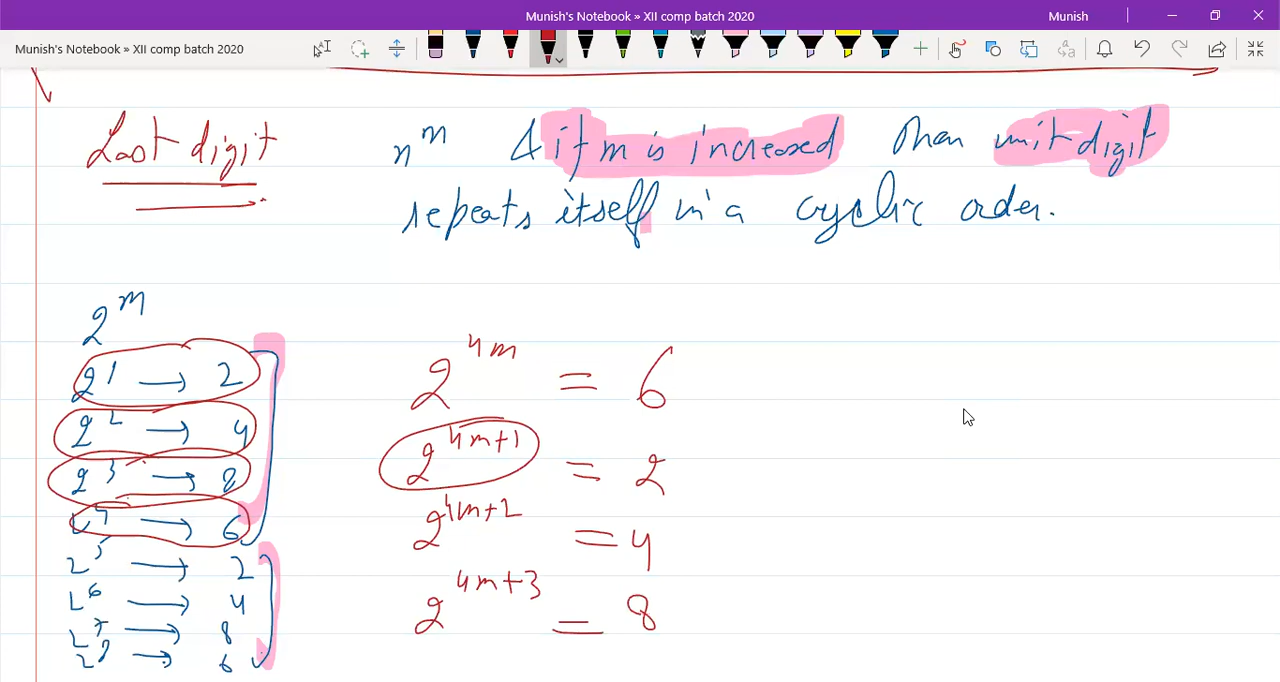 Munish's Notebook » XII comp batch 2020
Munish
Munish's Notebook » XII comp batch 2020
Last digit
n^m & if m is increased then unit digit
repeats itself in a cyclic order.
2^m
2^1 → 2
2^2 → 4
2^3 → 8
2^4 → 6
2^5 → 2
2^6 → 4
2^7 → 8
2^8 → 6
2^4m = 6
2^4m+1 = 2
2^4m+2 = 4
2^4m+3 = 8